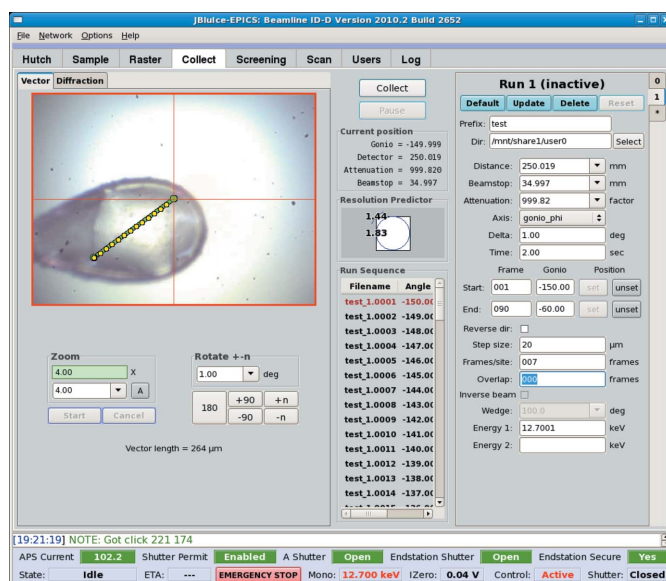 JBluIce-EPICS: Beamline ID-D Version 2010.2 Build 2652
File Network Options Help
Hutch Sample Raster Collect Screening Scan Users Log
Vector Diffraction
Collect
Pause
Current position
Gonio = -149.999
Detector = 250.019
Attenuation = 999.820
Beamstop = 34.997
Resolution Predictor
1.44
1.83
Run Sequence
Filename Angle
test_1.0001 -150.00
test_1.0002 -149.00
test_1.0003 -148.00
test_1.0004 -147.00
test_1.0005 -146.00
test_1.0006 -145.00
test_1.0007 -144.00
test_1.0008 -143.00
test_1.0009 -142.00
test_1.0010 -141.00
test_1.0011 -140.00
test_1.0012 -139.00
test_1.0013 -138.00
test_1.0014 -137.00
Zoom
4.00 X
4.00 A
Start Cancel
Rotate +-n
1.00 deg
180 +90 +n
-90 -n
Vector length = 264 µm
Run 1 (inactive)
0
1
*
Default Update Delete Reset
Prefix: test
Dir: /mnt/share1/user0 Select
Distance: 250.019 mm
Beamstop: 34.997 mm
Attenuation: 999.82 factor
Axis: gonio_phi
Delta: 1.00 deg
Time: 2.00 sec
Frame Gonio Position
Start: 001 -150.00 set unset
End: 090 -60.00 set unset
Reverse dir:
Step size: 20 µm
Frames/site: 007 frames
Overlap: 000 frames
Inverse beam
Wedge: 100.0 deg
Energy 1: 12.7001 keV
Energy 2: keV
[19:21:19] NOTE: Got click 221 174
APS Current 102.2 Shutter Permit Enabled A Shutter Open Endstation Shutter Open Endstation Secure Yes
State: Idle ETA: --- EMERGENCY STOP Mono: 12.700 keV IZero: 0.04 V Control: Active Shutter: Closed